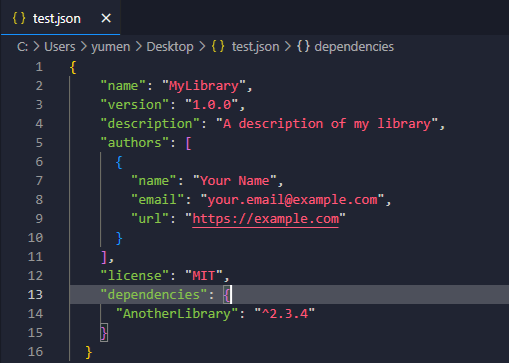 {} test.json ×
C: > Users > yumen > Desktop > {} test.json > {} dependencies
1 {
2     "name": "MyLibrary",
3     "version": "1.0.0",
4     "description": "A description of my library",
5     "authors": [
6       {
7         "name": "Your Name",
8         "email": "your.email@example.com",
9         "url": "https://example.com"
10       }
11     ],
12     "license": "MIT",
13     "dependencies": {
14       "AnotherLibrary": "^2.3.4"
15     }
16   }